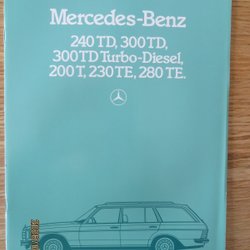 Mercedes-Benz
240 TD, 300 TD,
300 TD Turbo-Diesel,
200 T, 230 TE, 280 TE.